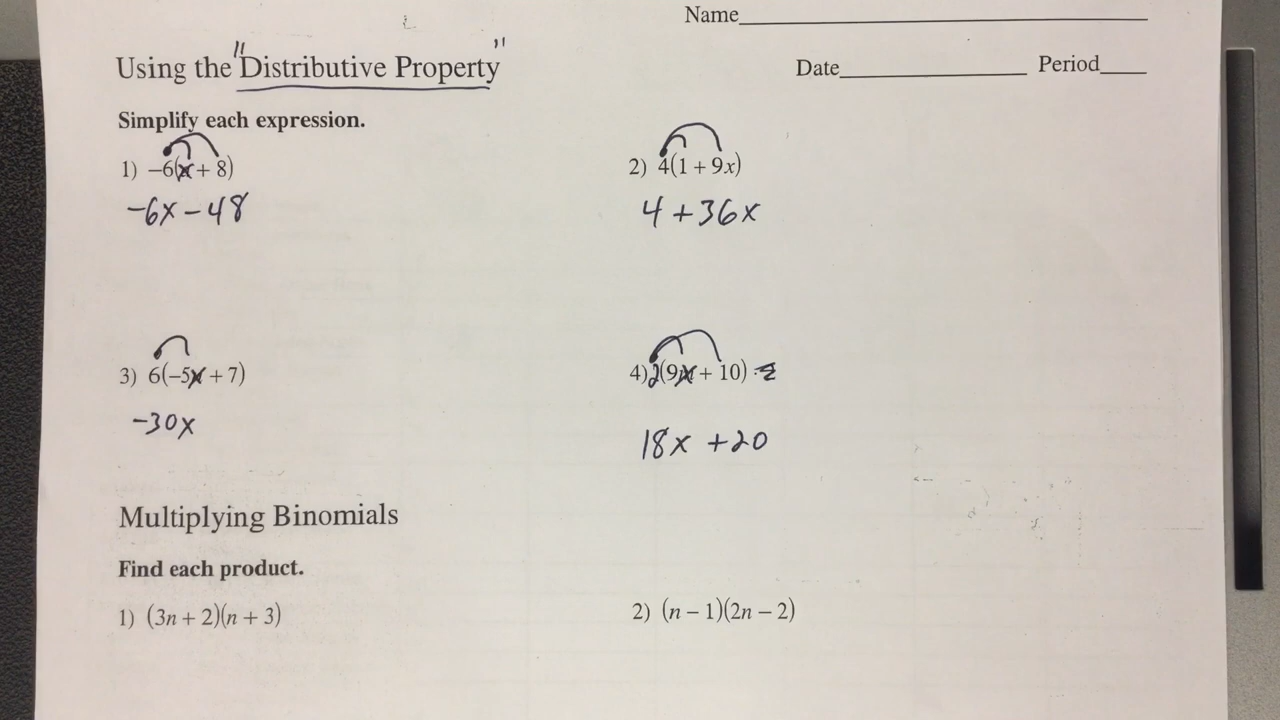 Name
Using the "Distributive Property"
Date Period
Simplify each expression.
1) −6(x + 8)
2) 4(1 + 9x)
-6x - 48
4 + 36x
3) 6(−5x + 7)
4) 2(9x + 10)
-30x
18x + 20
Multiplying Binomials
Find each product.
1) (3n + 2)(n + 3)
2) (n − 1)(2n − 2)